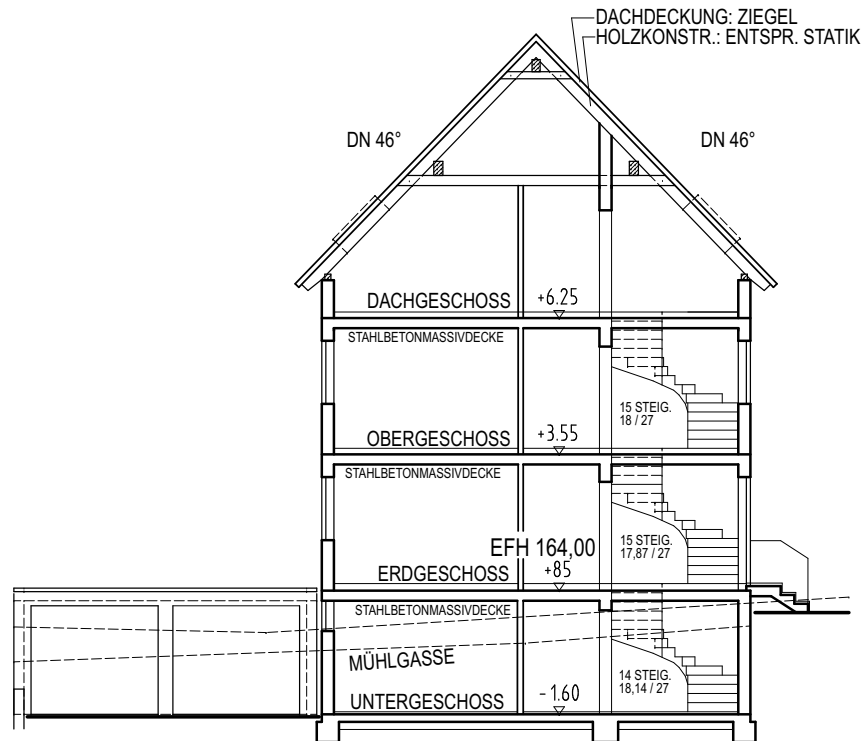 DACHDECKUNG: ZIEGEL
HOLZKONSTR.: ENTSPR. STATIK
DN 46°
DN 46°
DACHGESCHOSS
+6.25
STAHLBETONMASSIVDECKE
15 STEIG.
18 / 27
OBERGESCHOSS
+3.55
STAHLBETONMASSIVDECKE
EFH 164,00
15 STEIG.
17,87 / 27
ERDGESCHOSS
+85
STAHLBETONMASSIVDECKE
MÜHLGASSE
14 STEIG.
18,14 / 27
UNTERGESCHOSS
-1.60